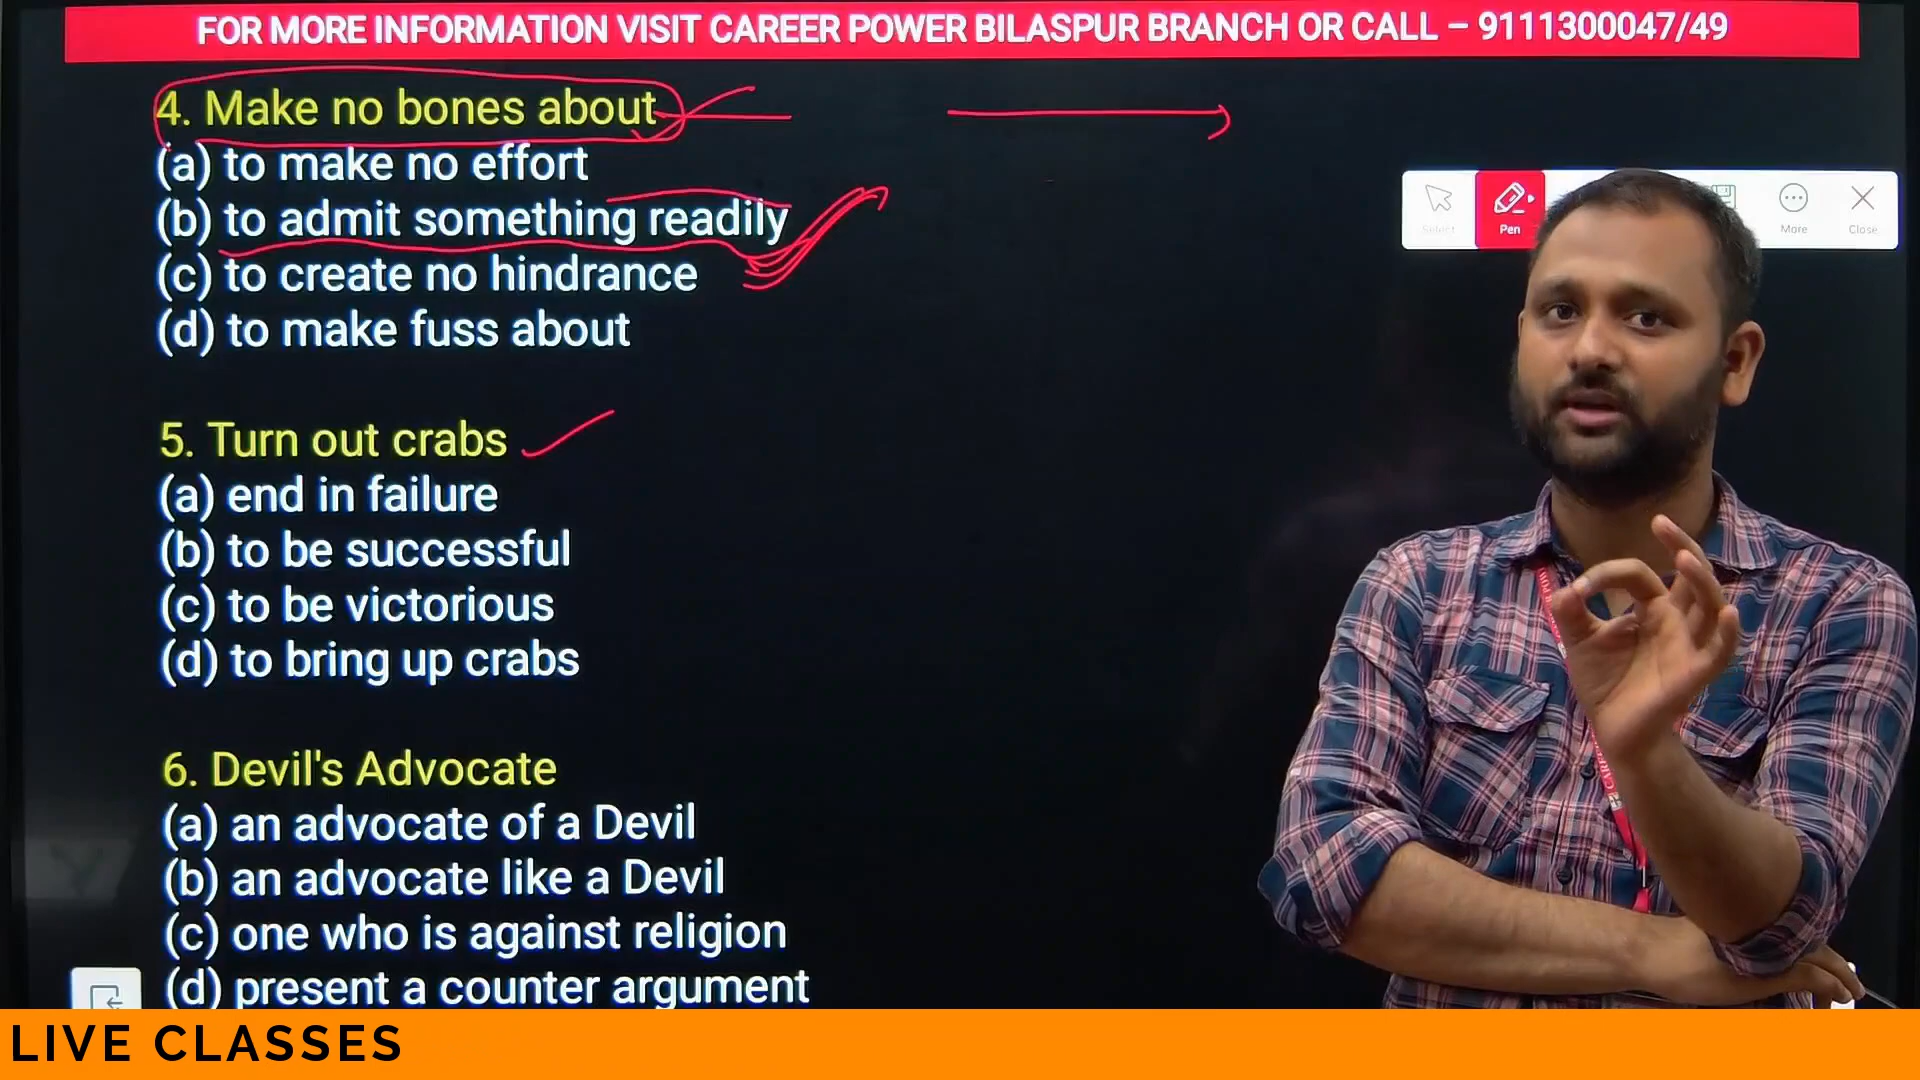 FOR MORE INFORMATION VISIT CAREER POWER BILASPUR BRANCH OR CALL – 9111300047/49
4. Make no bones about
(a) to make no effort
(b) to admit something readily
(c) to create no hindrance
(d) to make fuss about
Select
Pen
More
Close
5. Turn out crabs
(a) end in failure
(b) to be successful
(c) to be victorious
(d) to bring up crabs
6. Devil's Advocate
(a) an advocate of a Devil
(b) an advocate like a Devil
(c) one who is against religion
(d) present a counter argument
LIVE CLASSES